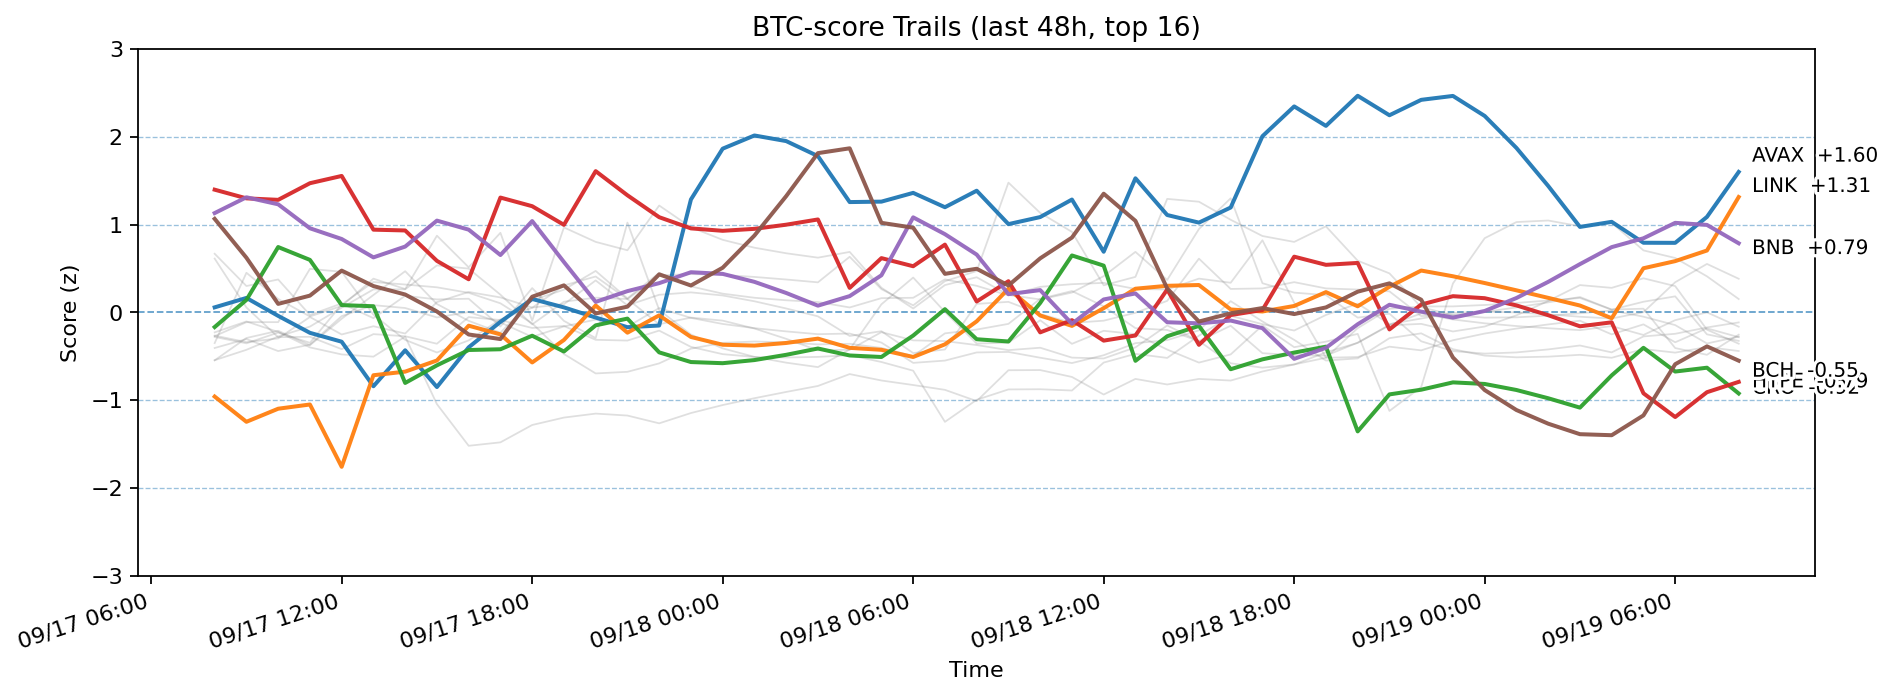 BTC-score Trails (last 48h, top 16)
3
2
1
0
−1
−2
−3
Score (z)
AVAX +1.60
LINK +1.31
BNB +0.79
BCH -0.55
09/17 06:00
09/17 12:00
09/17 18:00
09/18 00:00
09/18 06:00
09/18 12:00
09/18 18:00
09/19 00:00
09/19 06:00
Time